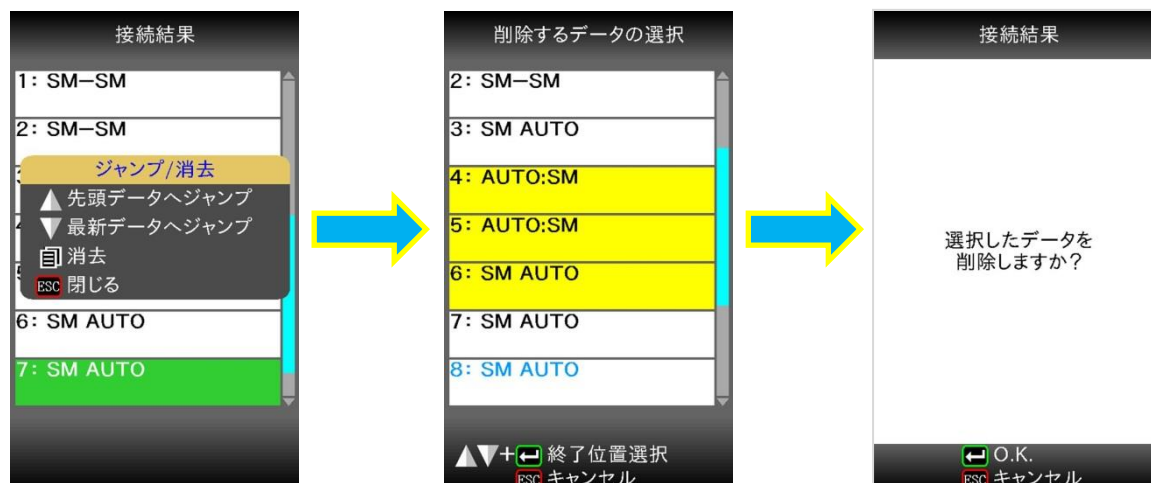 接続結果
1: SM-SM
2: SM-SM
ジャンプ/消去
先頭データへジャンプ
最新データへジャンプ
消去
ESC 閉じる
6: SM AUTO
7: SM AUTO
削除するデータの選択
2: SM-SM
3: SM AUTO
4: AUTO:SM
5: AUTO:SM
6: SM AUTO
7: SM AUTO
8: SM AUTO
▲▼+↵ 終了位置選択
ESC キャンセル
接続結果
選択したデータを
削除しますか?
↵ O.K.
ESC キャンセル